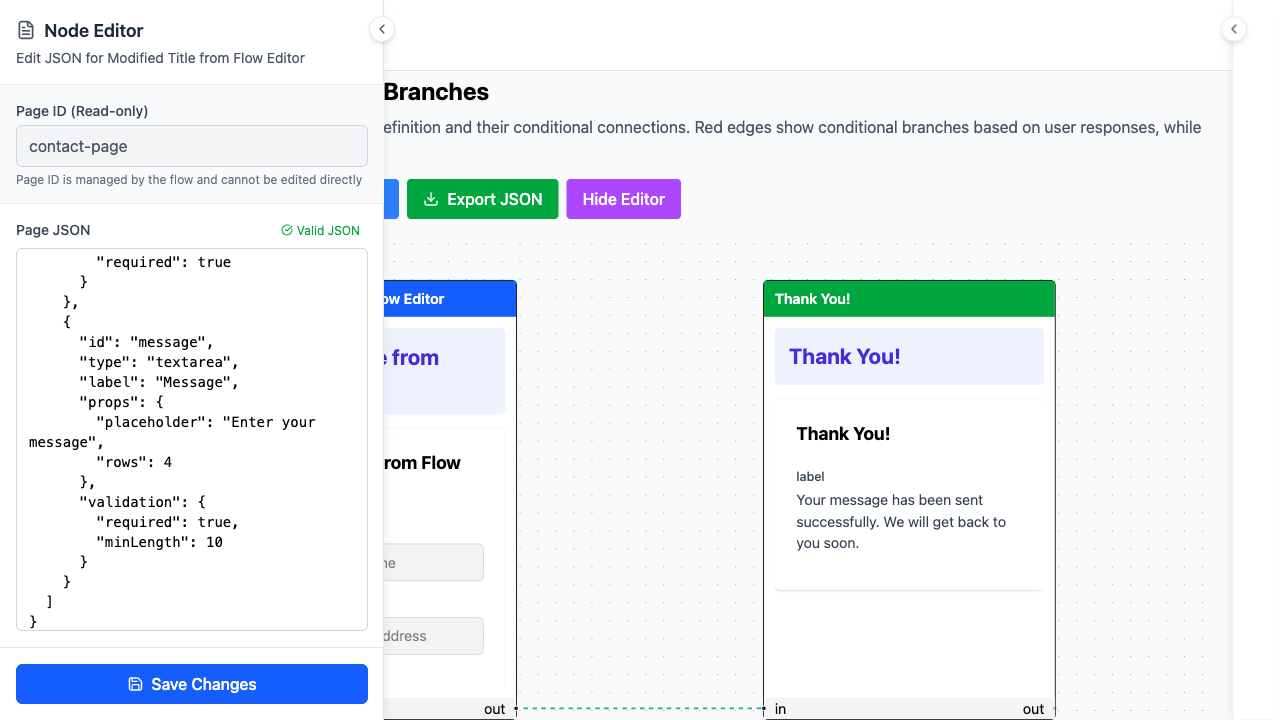 Node Editor
Edit JSON for Modified Title from Flow Editor
Page ID (Read-only)
contact-page
Page ID is managed by the flow and cannot be edited directly
Page JSON
Valid JSON
"required": true
}
},
{
"id": "message",
"type": "textarea",
"label": "Message",
"props": {
"placeholder": "Enter your
message",
"rows": 4
},
"validation": {
"required": true,
"minLength": 10
}
}
]
}
Save Changes
Branches
efinition and their conditional connections. Red edges show conditional branches based on user responses, while
Export JSON
Hide Editor
ow Editor
e from
rom Flow
ne
ddress
out
Thank You!
Thank You!
Thank You!
label
Your message has been sent
successfully. We will get back to
you soon.
in
out